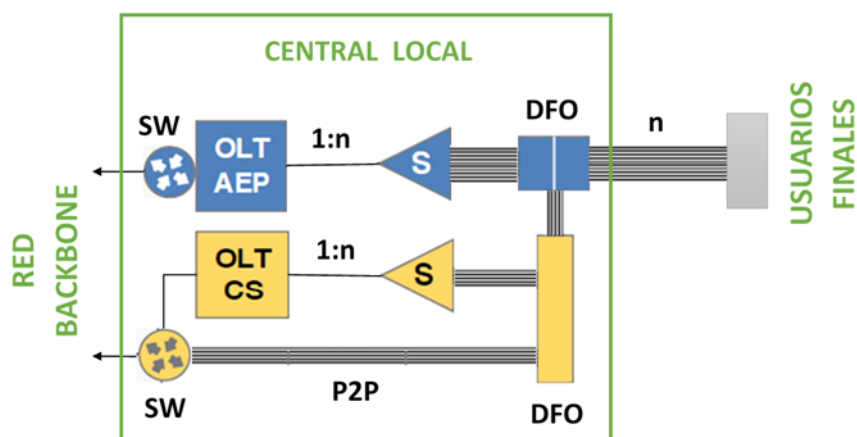 CENTRAL LOCAL
DFO
n
SW
OLT
AEP
1:n
S
USUARIOS
FINALES
RED
BACKBONE
OLT
CS
1:n
S
P2P
SW
DFO